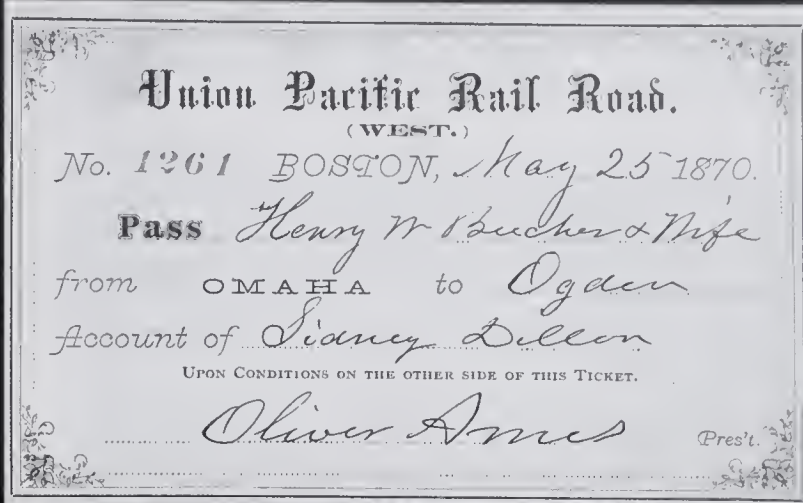 Union Pacific Rail Road.
(WEST.)
No. 1261 BOSTON, May 25 1870.
Pass Henry W Beecher & Wife
from OMAHA to Ogden
Account of Sidney Dillon
UPON CONDITIONS ON THE OTHER SIDE OF THIS TICKET.
Oliver Ames Pres't.